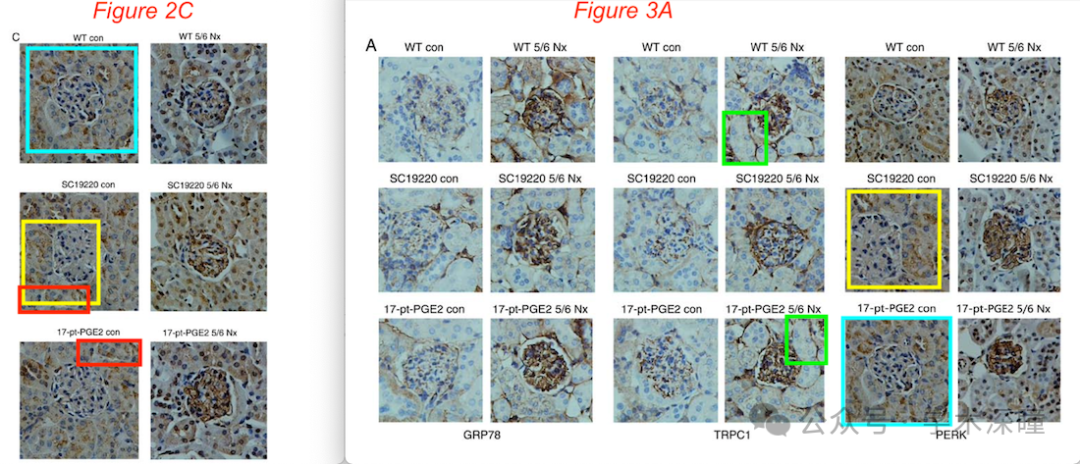 Figure 2C
C
WT con
WT 5/6 Nx
SC19220 con
SC19220 5/6 Nx
17-pt-PGE2 con
17-pt-PGE2 5/6 Nx
Figure 3A
A
WT con
WT 5/6 Nx
WT con
WT 5/6 Nx
WT con
WT 5/6 Nx
SC19220 con
SC19220 5/6 Nx
SC19220 con
SC19220 5/6 Nx
SC19220 con
SC19220 5/6 Nx
17-pt-PGE2 con
17-pt-PGE2 5/6 Nx
17-pt-PGE2 con
17-pt-PGE2 5/6 Nx
17-pt-PGE2 con
17-pt-PGE2 5/6 Nx
GRP78
TRPC1
PERK
公众号 学术深瞳